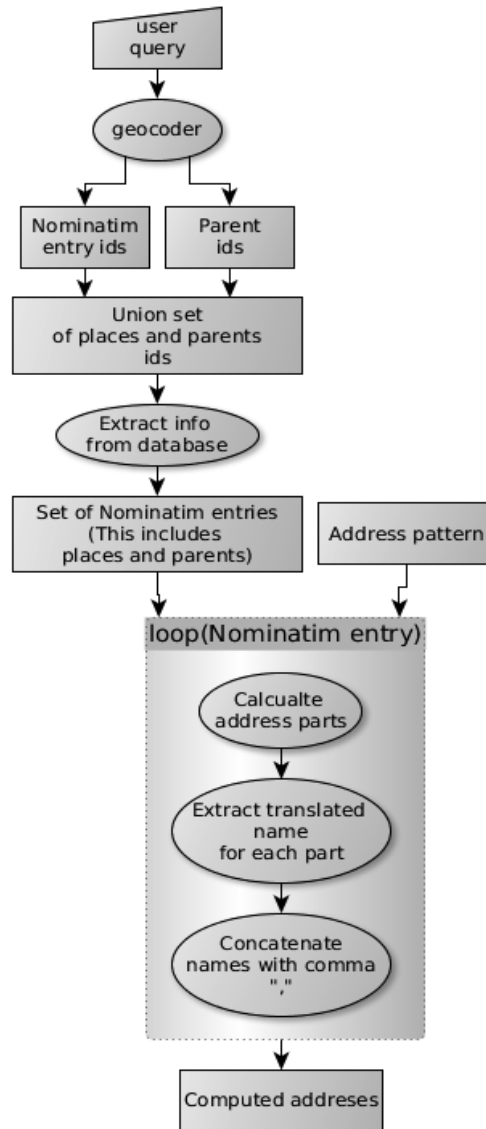 user
query
geocoder
Nominatim
entry ids
Parent
ids
Union set
of places and parents
ids
Extract info
from database
Set of Nominatim entries
(This includes
places and parents)
Address pattern
loop(Nominatim entry)
Calcualte
address parts
Extract translated
name
for each part
Concatenate
names with comma
","
Computed addreses